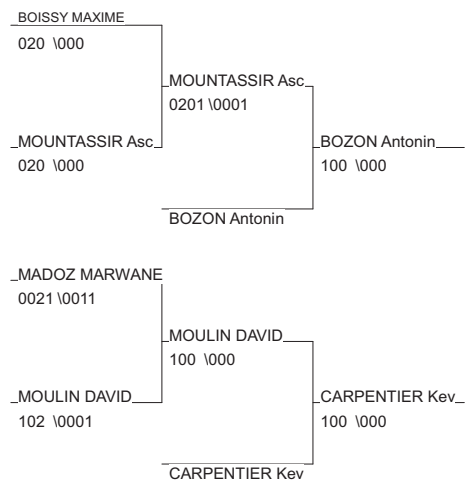 BOISSY MAXIME
020 \000
MOUNTASSIR Asc
0201 \0001
MOUNTASSIR Asc
020 \000
BOZON Antonin
100 \000
BOZON Antonin
MADOZ MARWANE
0021 \0011
MOULIN DAVID
100 \000
MOULIN DAVID
102 \0001
CARPENTIER Kev
100 \000
CARPENTIER Kev